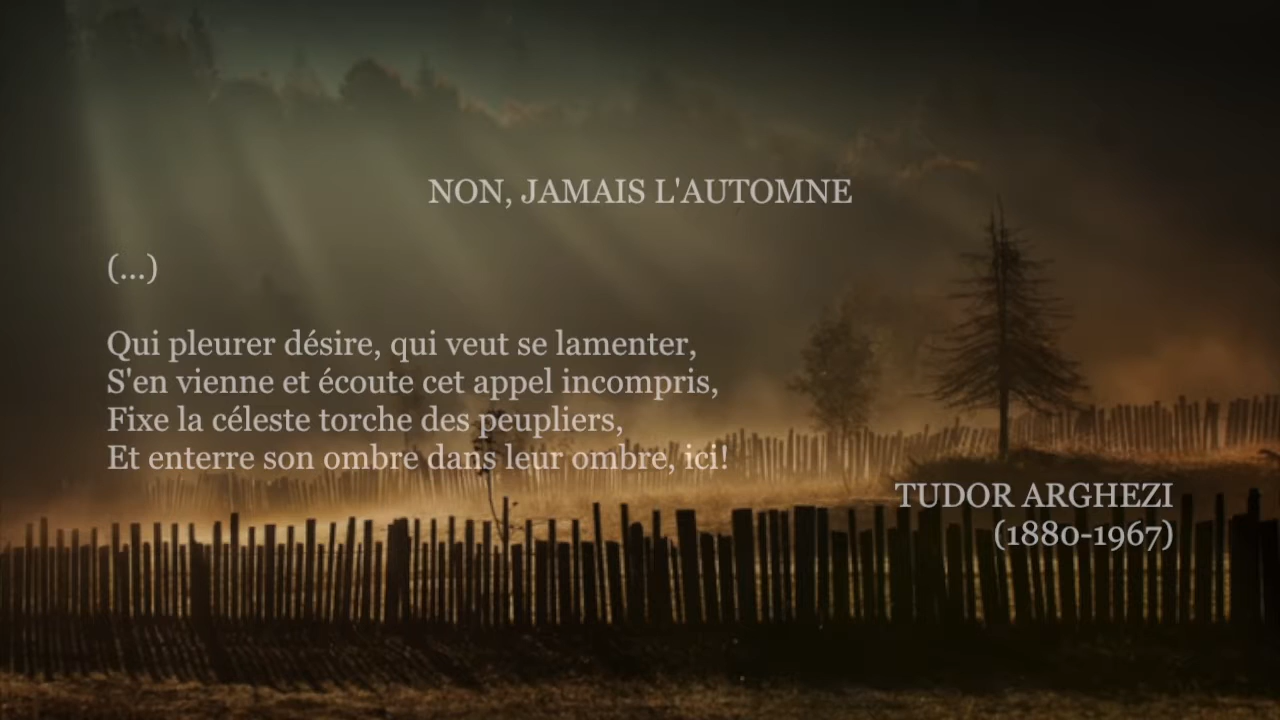 NON, JAMAIS L'AUTOMNE
(...)
Qui pleurer désire, qui veut se lamenter,
S'en vienne et écoute cet appel incompris,
Fixe la céleste torche des peupliers,
Et enterre son ombre dans leur ombre, ici!
TUDOR ARGHEZI
(1880-1967)